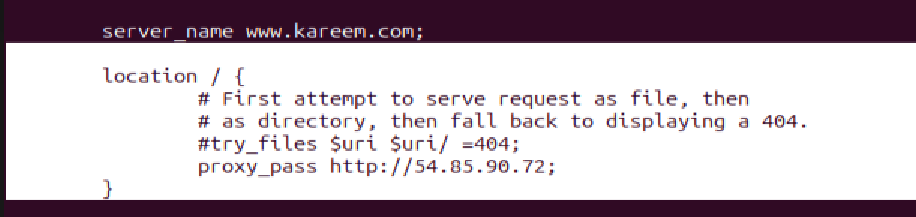 server_name www.kareem.com;
location / {
# First attempt to serve request as file, then
# as directory, then fall back to displaying a 404.
#try_files $uri $uri/ =404;
proxy_pass http://54.85.90.72;
}